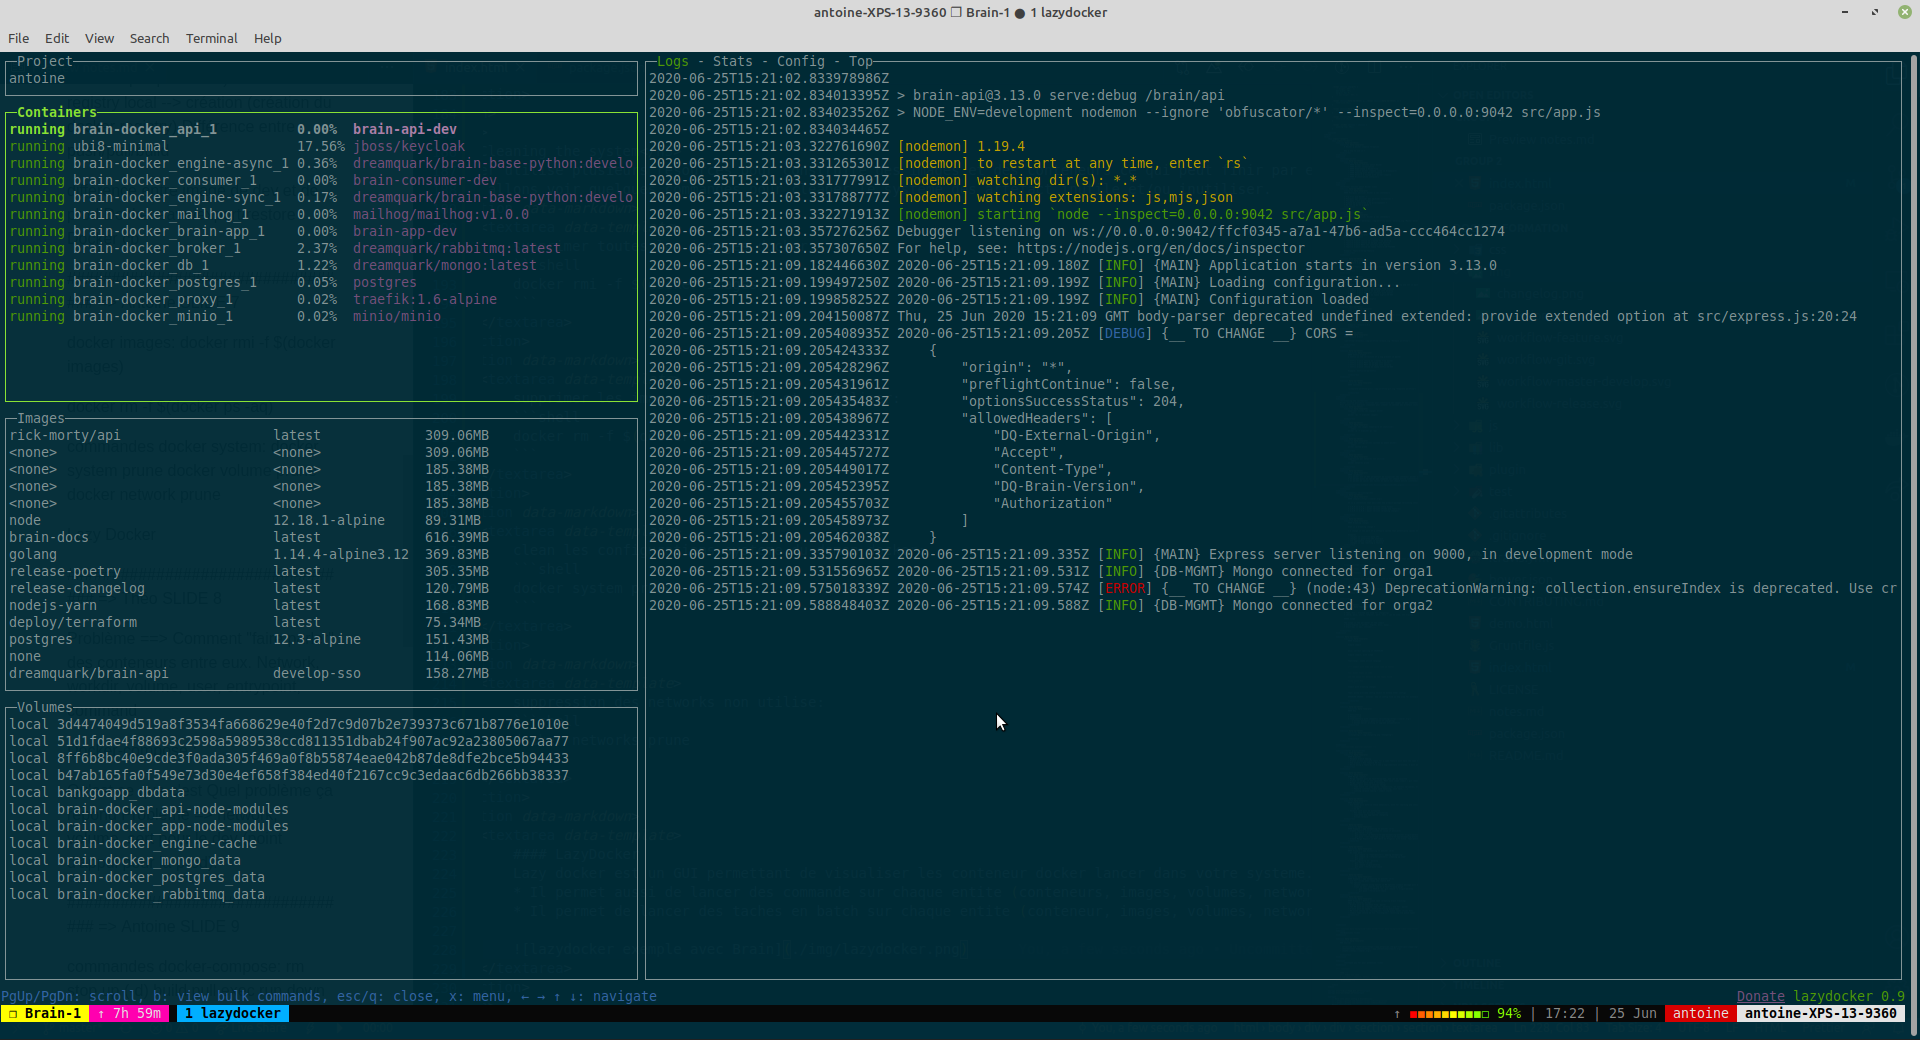 antoine-XPS-13-9360 ❐ Brain-1 ● 1 lazydocker
File Edit View Search Terminal Help
Project
antoine
Containers
running brain-docker_api_1 0.00% brain-api-dev
running ubi8-minimal 17.56% jboss/keycloak
running brain-docker_engine-async_1 0.36% dreamquark/brain-base-python:develo
running brain-docker_consumer_1 0.00% brain-consumer-dev
running brain-docker_engine-sync_1 0.17% dreamquark/brain-base-python:develo
running brain-docker_mailhog_1 0.00% mailhog/mailhog:v1.0.0
running brain-docker_brain-app_1 0.00% brain-app-dev
running brain-docker_broker_1 2.37% dreamquark/rabbitmq:latest
running brain-docker_db_1 1.22% dreamquark/mongo:latest
running brain-docker_postgres_1 0.05% postgres
running brain-docker_proxy_1 0.02% traefik:1.6-alpine
running brain-docker_minio_1 0.02% minio/minio
Images
rick-morty/api latest 309.06MB
<none> <none> 309.06MB
<none> <none> 185.38MB
<none> <none> 185.38MB
<none> <none> 185.38MB
node 12.18.1-alpine 89.31MB
brain-docs latest 616.39MB
golang 1.14.4-alpine3.12 369.83MB
release-poetry latest 305.35MB
release-changelog latest 120.79MB
nodejs-yarn latest 168.83MB
deploy/terraform latest 75.34MB
postgres 12.3-alpine 151.43MB
none 114.06MB
dreamquark/brain-api develop-sso 158.27MB
Volumes
local 3d4474049d519a8f3534fa668629e40f2d7c9d07b2e739373c671b8776e1010e
local 51d1fdae4f88693c2598a5989538ccd811351dbab24f907ac92a23805067aa77
local 8ff6b8bc40e9cde3f0ada305f469a0f8b55874eae042b87de8dfe2bce5b94433
local b47ab165fa0f549e73d30e4ef658f384ed40f2167cc9c3edaac6db266bb38337
local bankgoapp_dbdata
local brain-docker_api-node-modules
local brain-docker_app-node-modules
local brain-docker_engine-cache
local brain-docker_mongo_data
local brain-docker_postgres_data
local brain-docker_rabbitmq_data
Logs - Stats - Config - Top
2020-06-25T15:21:02.833978986Z
2020-06-25T15:21:02.834013395Z > brain-api@3.13.0 serve:debug /brain/api
2020-06-25T15:21:02.834023526Z > NODE_ENV=development nodemon --ignore 'obfuscator/*' --inspect=0.0.0.0:9042 src/app.js
2020-06-25T15:21:02.834034465Z
2020-06-25T15:21:03.322761690Z [nodemon] 1.19.4
2020-06-25T15:21:03.331265301Z [nodemon] to restart at any time, enter `rs`
2020-06-25T15:21:03.331777991Z [nodemon] watching dir(s): *.*
2020-06-25T15:21:03.331788777Z [nodemon] watching extensions: js,mjs,json
2020-06-25T15:21:03.332271913Z [nodemon] starting `node --inspect=0.0.0.0:9042 src/app.js`
2020-06-25T15:21:03.357276256Z Debugger listening on ws://0.0.0.0:9042/ffcf0345-a7a1-47b6-ad5a-ccc464cc1274
2020-06-25T15:21:03.357307650Z For help, see: https://nodejs.org/en/docs/inspector
2020-06-25T15:21:09.182446630Z 2020-06-25T15:21:09.180Z [INFO] {MAIN} Application starts in version 3.13.0
2020-06-25T15:21:09.199497250Z 2020-06-25T15:21:09.199Z [INFO] {MAIN} Loading configuration...
2020-06-25T15:21:09.199858252Z 2020-06-25T15:21:09.199Z [INFO] {MAIN} Configuration loaded
2020-06-25T15:21:09.204150087Z Thu, 25 Jun 2020 15:21:09 GMT body-parser deprecated undefined extended: provide extended option at src/express.js:20:24
2020-06-25T15:21:09.205408935Z 2020-06-25T15:21:09.205Z [DEBUG] {__ TO CHANGE __} CORS =
2020-06-25T15:21:09.205424333Z {
2020-06-25T15:21:09.205428296Z "origin": "*",
2020-06-25T15:21:09.205431961Z "preflightContinue": false,
2020-06-25T15:21:09.205435483Z "optionsSuccessStatus": 204,
2020-06-25T15:21:09.205438967Z "allowedHeaders": [
2020-06-25T15:21:09.205442331Z "DQ-External-Origin",
2020-06-25T15:21:09.205445727Z "Accept",
2020-06-25T15:21:09.205449017Z "Content-Type",
2020-06-25T15:21:09.205452395Z "DQ-Brain-Version",
2020-06-25T15:21:09.205455703Z "Authorization"
2020-06-25T15:21:09.205458973Z ]
2020-06-25T15:21:09.205462038Z }
2020-06-25T15:21:09.335790103Z 2020-06-25T15:21:09.335Z [INFO] {MAIN} Express server listening on 9000, in development mode
2020-06-25T15:21:09.531556965Z 2020-06-25T15:21:09.531Z [INFO] {DB-MGMT} Mongo connected for orga1
2020-06-25T15:21:09.575018339Z 2020-06-25T15:21:09.574Z [ERROR] {__ TO CHANGE __} (node:43) DeprecationWarning: collection.ensureIndex is deprecated. Use cr
2020-06-25T15:21:09.588848403Z 2020-06-25T15:21:09.588Z [INFO] {DB-MGMT} Mongo connected for orga2
PgUp/PgDn: scroll, b: view bulk commands, esc/q: close, x: menu, ← → ↑ ↓: navigate
Donate lazydocker 0.9
❐ Brain-1 ↑ 7h 59m 1 lazydocker
↑ 94% | 17:22 | 25 Jun antoine antoine-XPS-13-9360